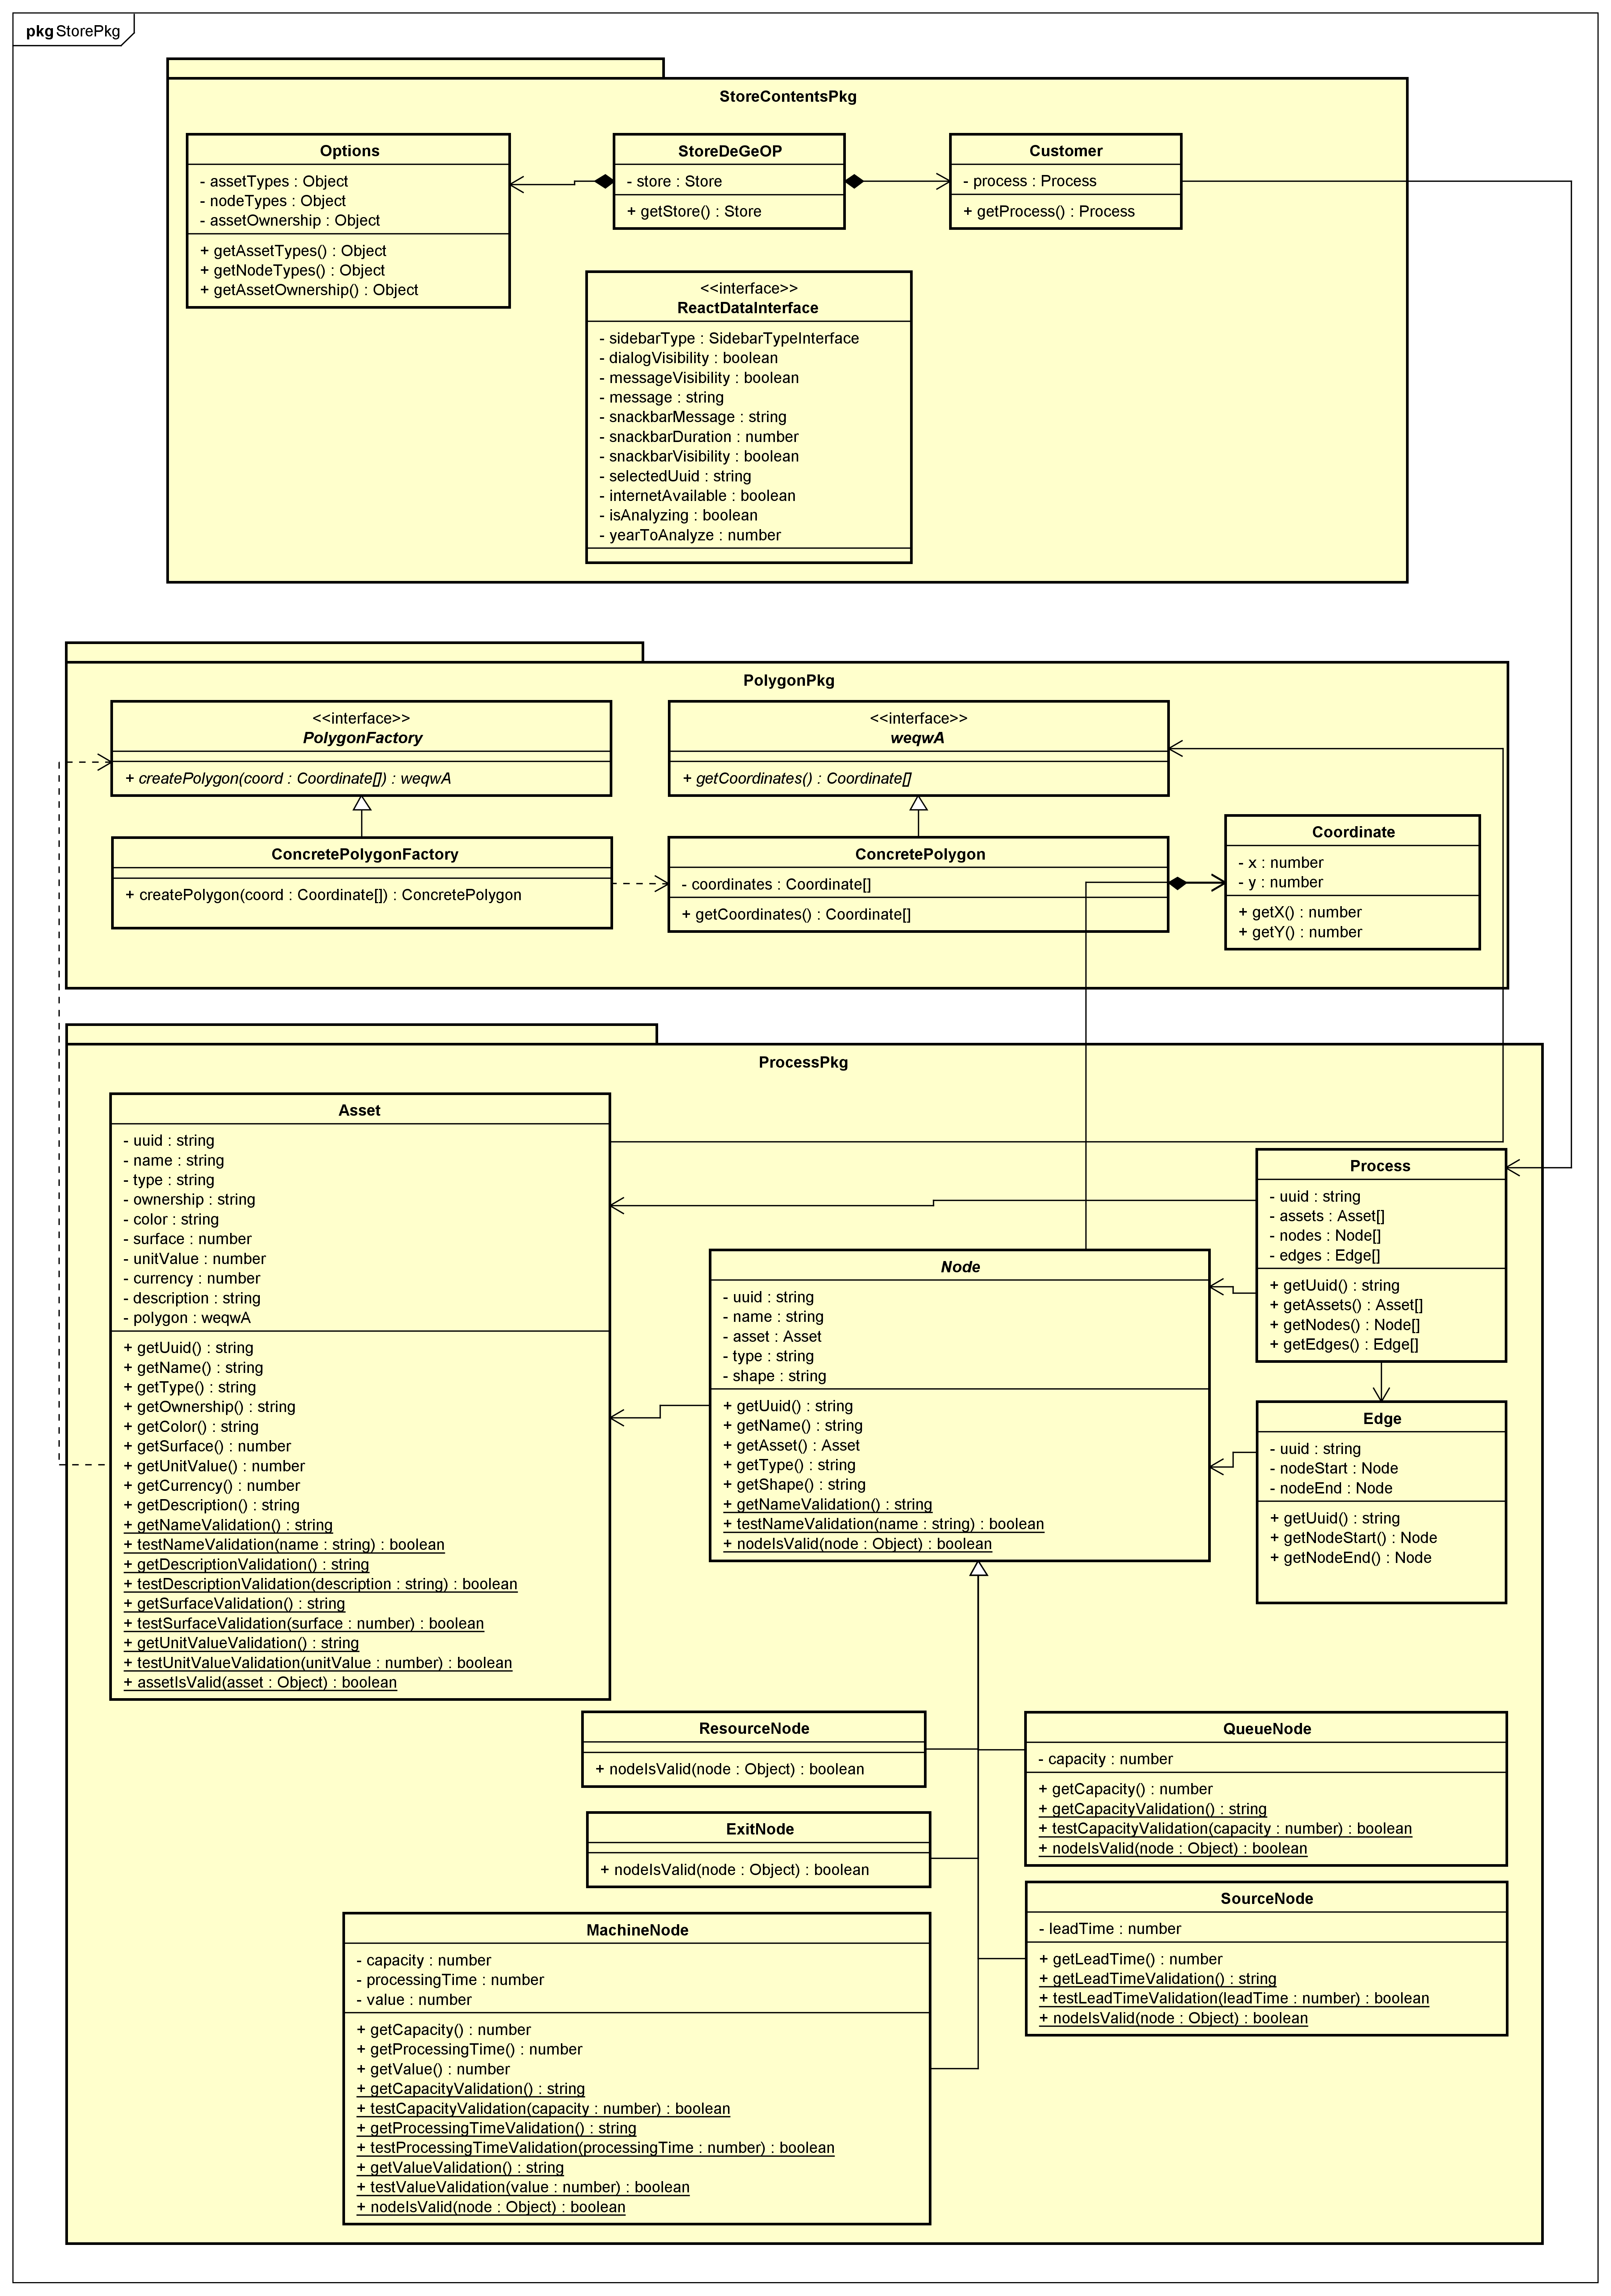 pkg StorePkg
StoreContentsPkg
Options
- assetTypes : Object
- nodeTypes : Object
- assetOwnership : Object
+ getAssetTypes() : Object
+ getNodeTypes() : Object
+ getAssetOwnership() : Object
StoreDeGeOP
- store : Store
+ getStore() : Store
Customer
- process : Process
+ getProcess() : Process
<<interface>>
ReactDataInterface
- sidebarType : SidebarTypeInterface
- dialogVisibility : boolean
- messageVisibility : boolean
- message : string
- snackbarMessage : string
- snackbarDuration : number
- snackbarVisibility : boolean
- selectedUuid : string
- internetAvailable : boolean
- isAnalyzing : boolean
- yearToAnalyze : number
PolygonPkg
<<interface>>
PolygonFactory
+ createPolygon(coord : Coordinate[]) : weqwA
<<interface>>
weqwA
+ getCoordinates() : Coordinate[]
ConcretePolygonFactory
+ createPolygon(coord : Coordinate[]) : ConcretePolygon
ConcretePolygon
- coordinates : Coordinate[]
+ getCoordinates() : Coordinate[]
Coordinate
- x : number
- y : number
+ getX() : number
+ getY() : number
ProcessPkg
Asset
- uuid : string
- name : string
- type : string
- ownership : string
- color : string
- surface : number
- unitValue : number
- currency : number
- description : string
- polygon : weqwA
+ getUuid() : string
+ getName() : string
+ getType() : string
+ getOwnership() : string
+ getColor() : string
+ getSurface() : number
+ getUnitValue() : number
+ getCurrency() : number
+ getDescription() : string
+ getNameValidation() : string
+ testNameValidation(name : string) : boolean
+ getDescriptionValidation() : string
+ testDescriptionValidation(description : string) : boolean
+ getSurfaceValidation() : string
+ testSurfaceValidation(surface : number) : boolean
+ getUnitValueValidation() : string
+ testUnitValueValidation(unitValue : number) : boolean
+ assetIsValid(asset : Object) : boolean
Process
- uuid : string
- assets : Asset[]
- nodes : Node[]
- edges : Edge[]
+ getUuid() : string
+ getAssets() : Asset[]
+ getNodes() : Node[]
+ getEdges() : Edge[]
Node
- uuid : string
- name : string
- asset : Asset
- type : string
- shape : string
+ getUuid() : string
+ getName() : string
+ getAsset() : Asset
+ getType() : string
+ getShape() : string
+ getNameValidation() : string
+ testNameValidation(name : string) : boolean
+ nodeIsValid(node : Object) : boolean
Edge
- uuid : string
- nodeStart : Node
- nodeEnd : Node
+ getUuid() : string
+ getNodeStart() : Node
+ getNodeEnd() : Node
ResourceNode
+ nodeIsValid(node : Object) : boolean
QueueNode
- capacity : number
+ getCapacity() : number
+ getCapacityValidation() : string
+ testCapacityValidation(capacity : number) : boolean
+ nodeIsValid(node : Object) : boolean
ExitNode
+ nodeIsValid(node : Object) : boolean
SourceNode
- leadTime : number
+ getLeadTime() : number
+ getLeadTimeValidation() : string
+ testLeadTimeValidation(leadTime : number) : boolean
+ nodeIsValid(node : Object) : boolean
MachineNode
- capacity : number
- processingTime : number
- value : number
+ getCapacity() : number
+ getProcessingTime() : number
+ getValue() : number
+ getCapacityValidation() : string
+ testCapacityValidation(capacity : number) : boolean
+ getProcessingTimeValidation() : string
+ testProcessingTimeValidation(processingTime : number) : boolean
+ getValueValidation() : string
+ testValueValidation(value : number) : boolean
+ nodeIsValid(node : Object) : boolean